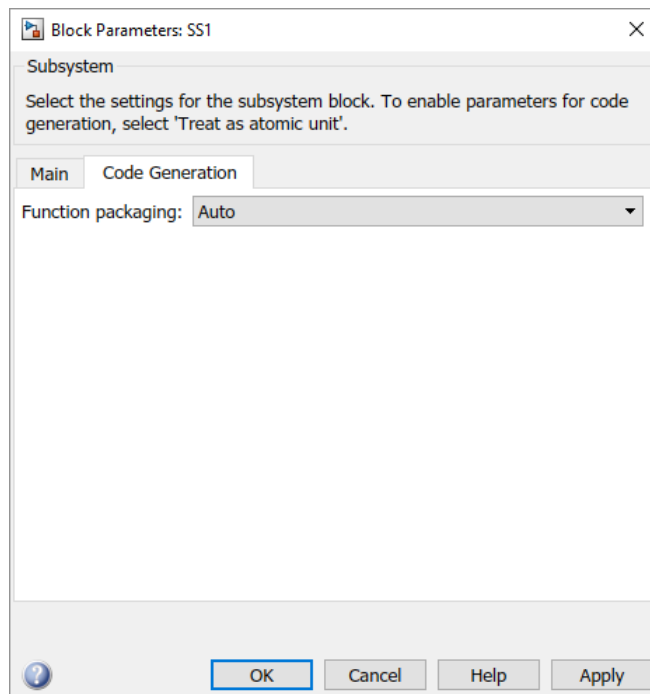 Block Parameters: SS1
Subsystem
Select the settings for the subsystem block. To enable parameters for code
generation, select 'Treat as atomic unit'.
Main Code Generation
Function packaging: Auto
OK Cancel Help Apply